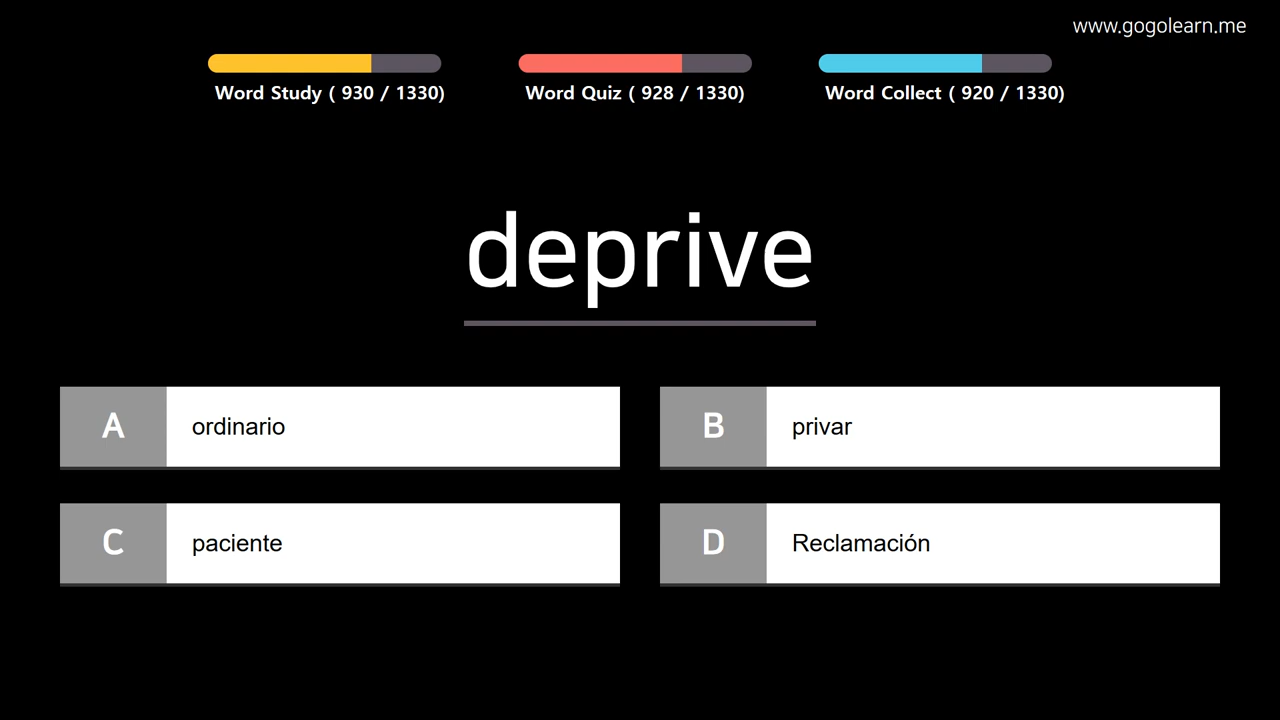 www.gogolearn.me
Word Study ( 930 / 1330)
Word Quiz ( 928 / 1330)
Word Collect ( 920 / 1330)
deprive
A ordinario
B privar
C paciente
D Reclamación